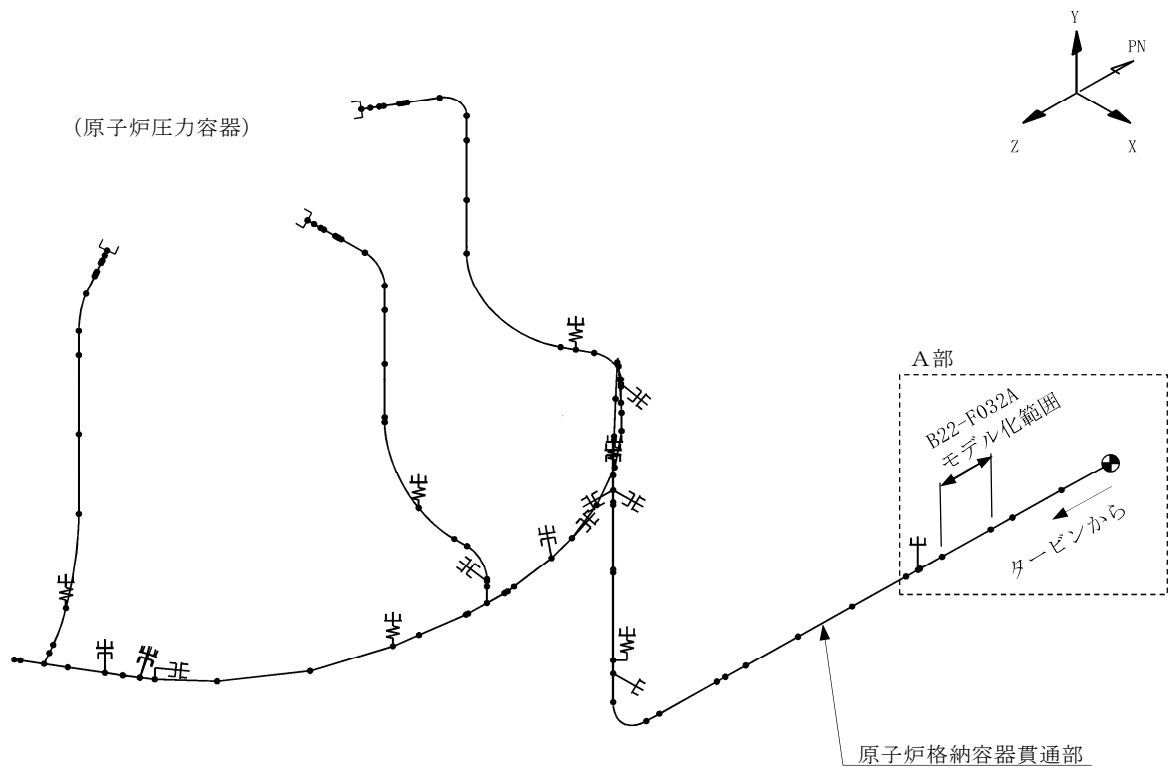 Y
PN
Z
X
(原子炉圧力容器)
A部
B22-F032A
モデル化範囲
タービンから
原子炉格納容器貫通部